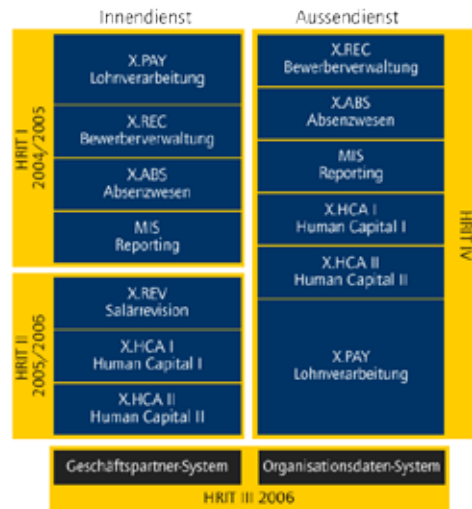 Innendienst
HRIT I
2004/2005
X.PAY
Lohnverarbeitung
X.REC
Bewerberverwaltung
X.ABS
Absenzwesen
MIS
Reporting
HRIT II
2005/2006
X.REV
Salärrevision
X.HCA I
Human Capital I
X.HCA II
Human Capital II
Aussendienst
X.REC
Bewerberverwaltung
X.ABS
Absenzwesen
MIS
Reporting
X.HCA I
Human Capital I
X.HCA II
Human Capital II
X.PAY
Lohnverarbeitung
HRIT IV
Geschäftspartner-System
Organisationsdaten-System
HRIT III 2006